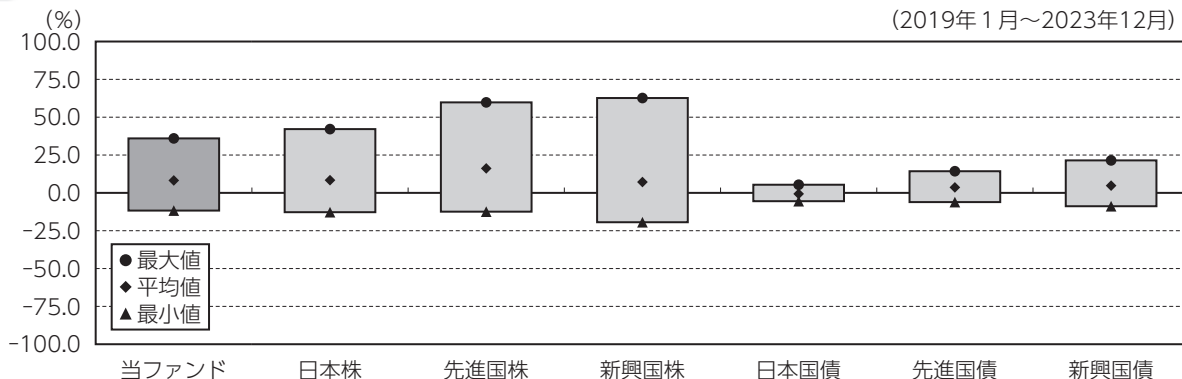 (%)
(2019年1月～2023年12月)
100.0
75.0
50.0
25.0
0.0
-25.0
-50.0
-75.0
-100.0
●最大値
◆平均値
▲最小値
当ファンド 日本株 先進国株 新興国株 日本国債 先進国債 新興国債